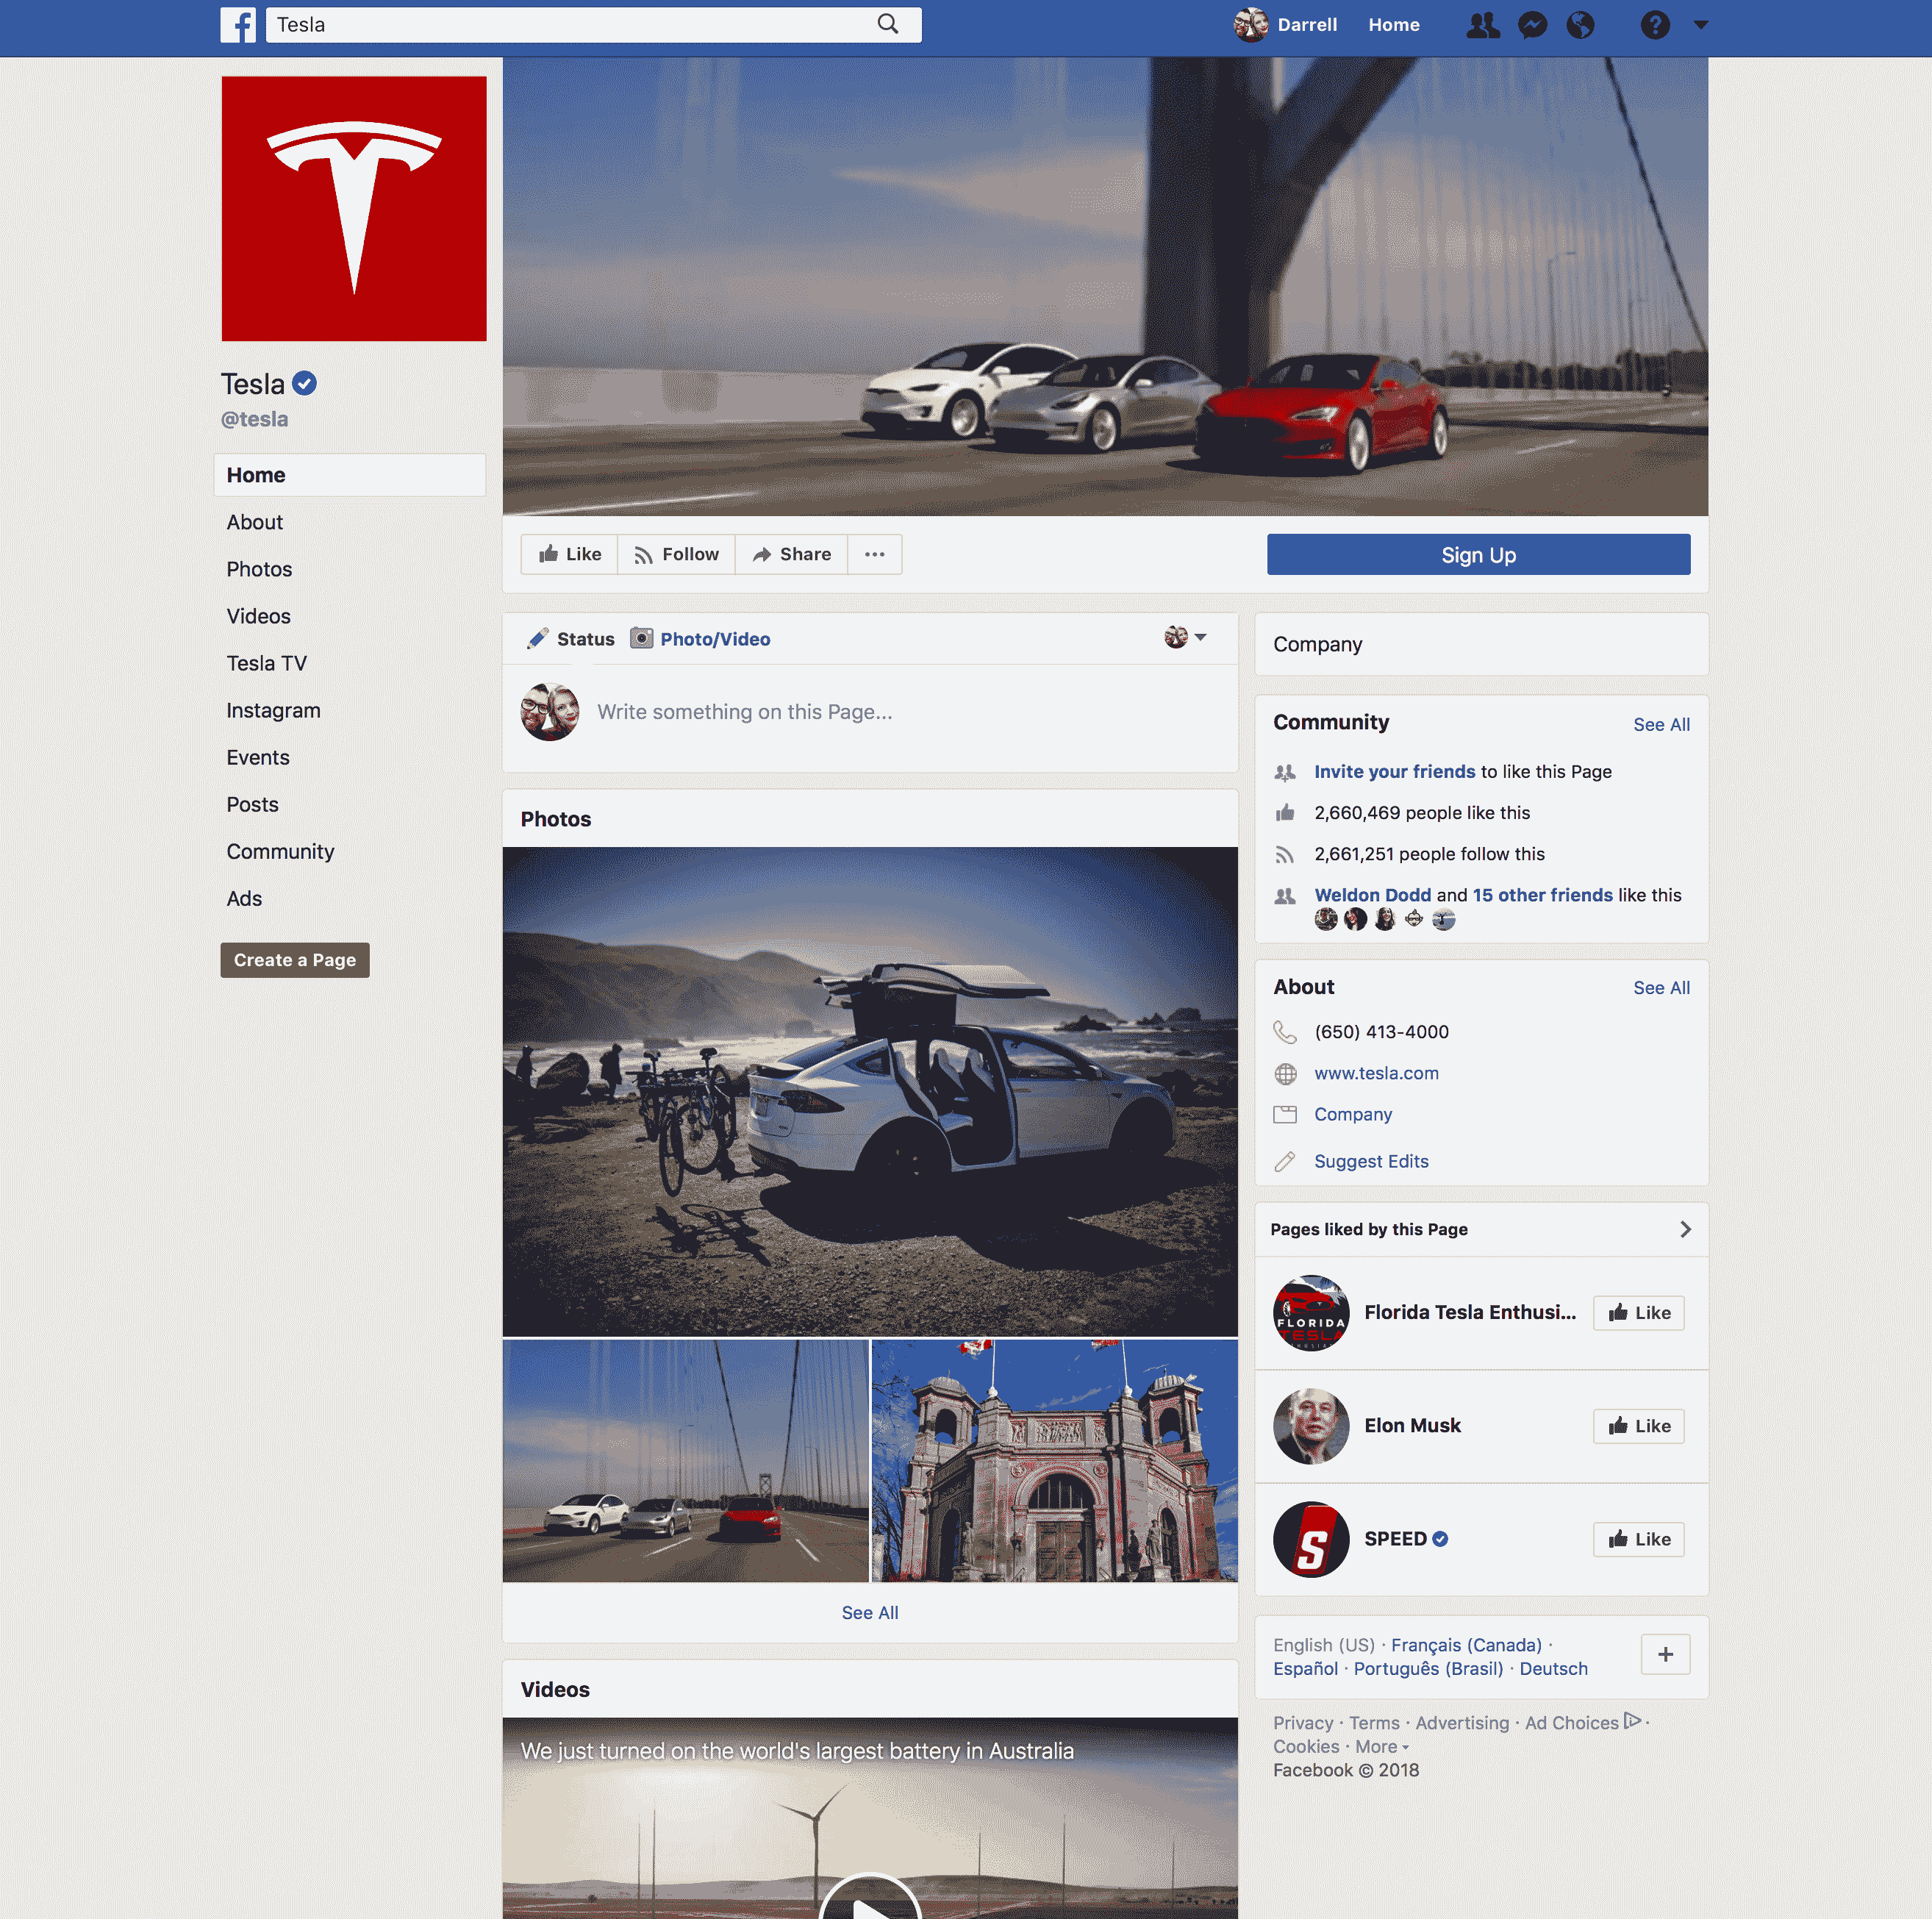 Tesla
Darrell
Home
Tesla
@tesla
Home
About
Photos
Videos
Tesla TV
Instagram
Events
Posts
Community
Ads
Create a Page
Like
Follow
Share
Sign Up
Status
Photo/Video
Write something on this Page...
Photos
See All
Videos
We just turned on the world's largest battery in Australia
Company
Community
See All
Invite your friends to like this Page
2,660,469 people like this
2,661,251 people follow this
Weldon Dodd and 15 other friends like this
About
See All
(650) 413-4000
www.tesla.com
Company
Suggest Edits
Pages liked by this Page
FLORIDA
TESLA
Florida Tesla Enthusi...
Like
Elon Musk
Like
S
SPEED
Like
English (US) · Français (Canada) ·
Español · Português (Brasil) · Deutsch
Privacy · Terms · Advertising · Ad Choices ·
Cookies · More
Facebook © 2018